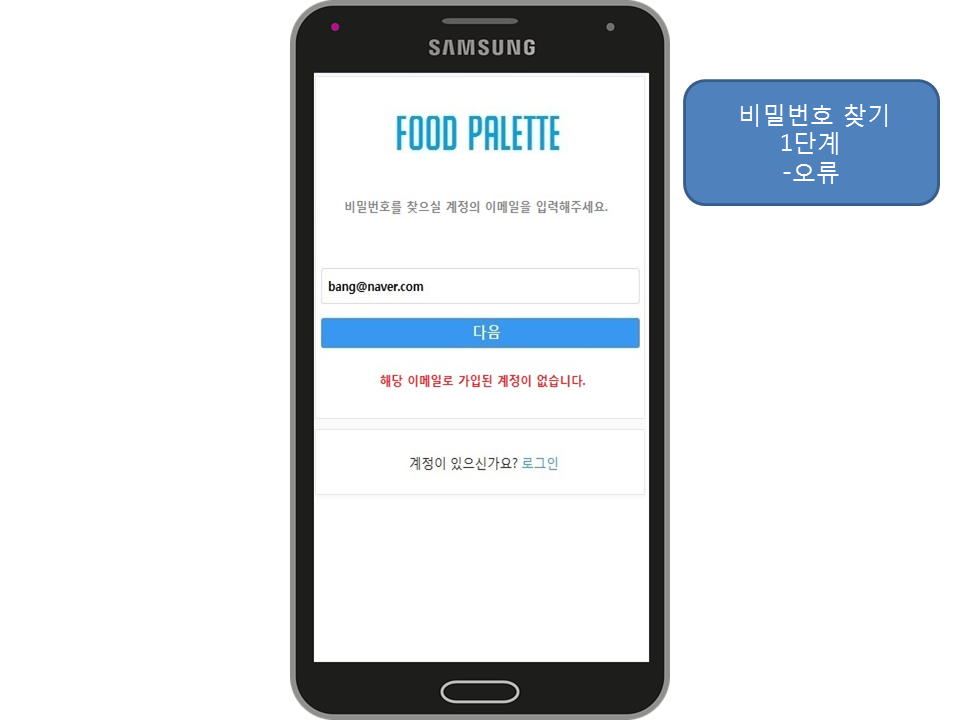 SAMSUNG
비밀번호 찾기
1단계
-오류
FOOD PALETTE
비밀번호를 찾으실 계정의 이메일을 입력해주세요.
bang@naver.com
다음
해당 이메일로 가입된 계정이 없습니다.
계정이 있으신가요? 로그인